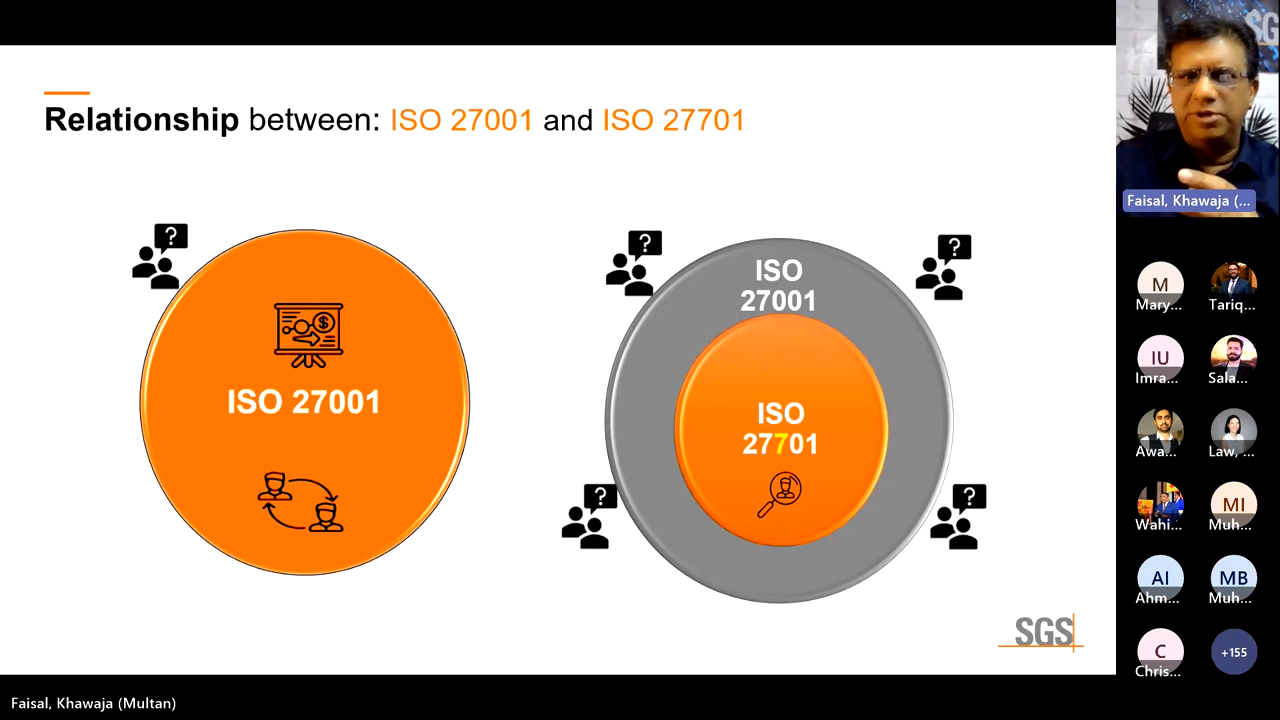 Relationship between: ISO 27001 and ISO 27701
?
ISO 27001
?
?
ISO
27001
ISO
27701
?
?
SGS
SG
Faisal, Khawaja (...
M
Mary...
Tariq...
IU
Imra...
Sala...
Awa...
Law, ...
Wahi...
MI
Muh...
AI
Ahm...
MB
Muh...
C
Chris...
+155
Faisal, Khawaja (Multan)